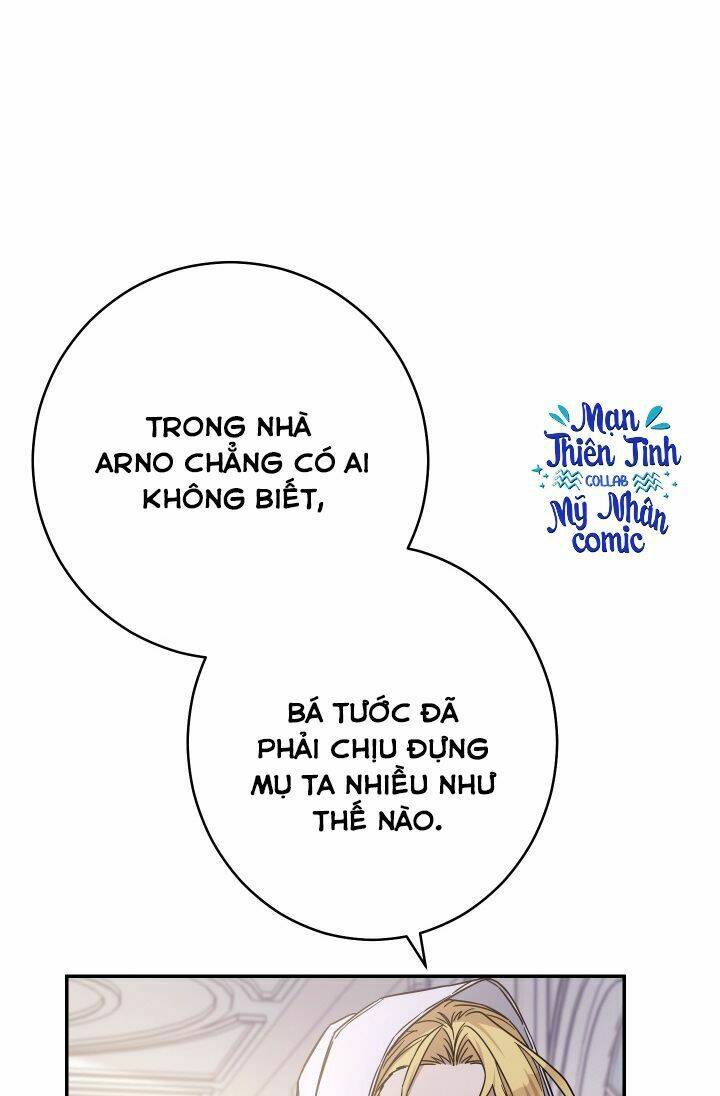 TRONG NHÀ
ARNO CHẲNG CÓ AI
KHÔNG BIẾT,
Mạn
Thiên Tinh
COLLAB
Mỹ Nhân
comic
BÁ TƯỚC ĐÃ
PHẢI CHỊU ĐỰNG
MỤ TA NHIỀU NHƯ
THẾ NÀO.